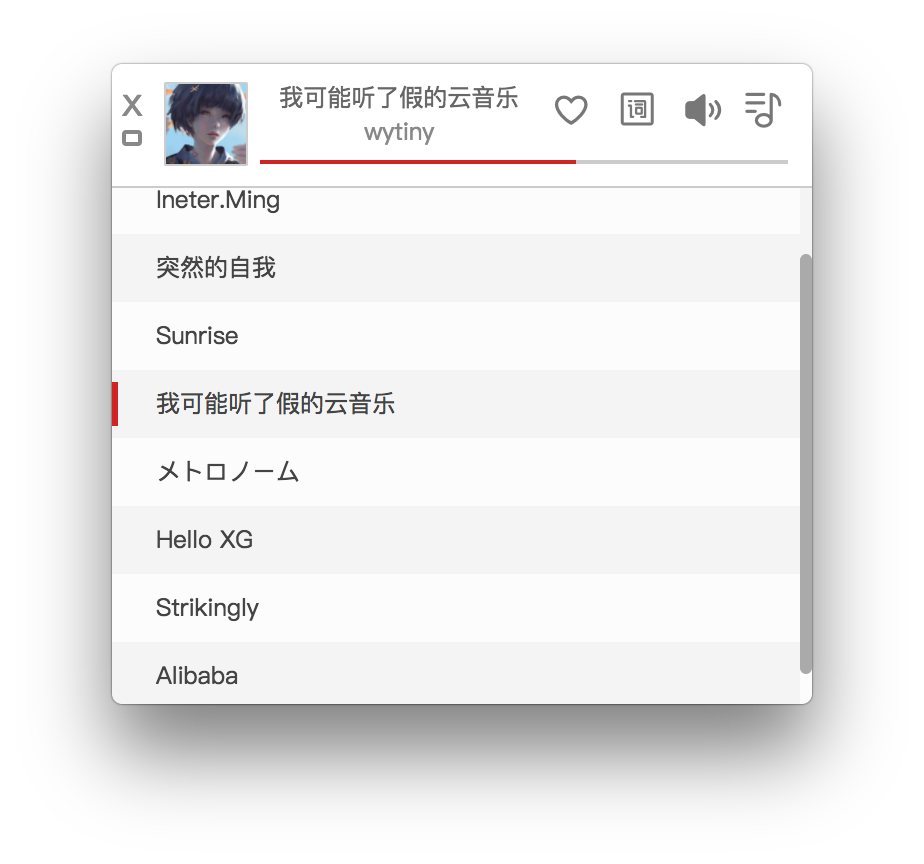 X
我可能听了假的云音乐
wytiny
词
Ineter.Ming
突然的自我
Sunrise
我可能听了假的云音乐
メトロノーム
Hello XG
Strikingly
Alibaba